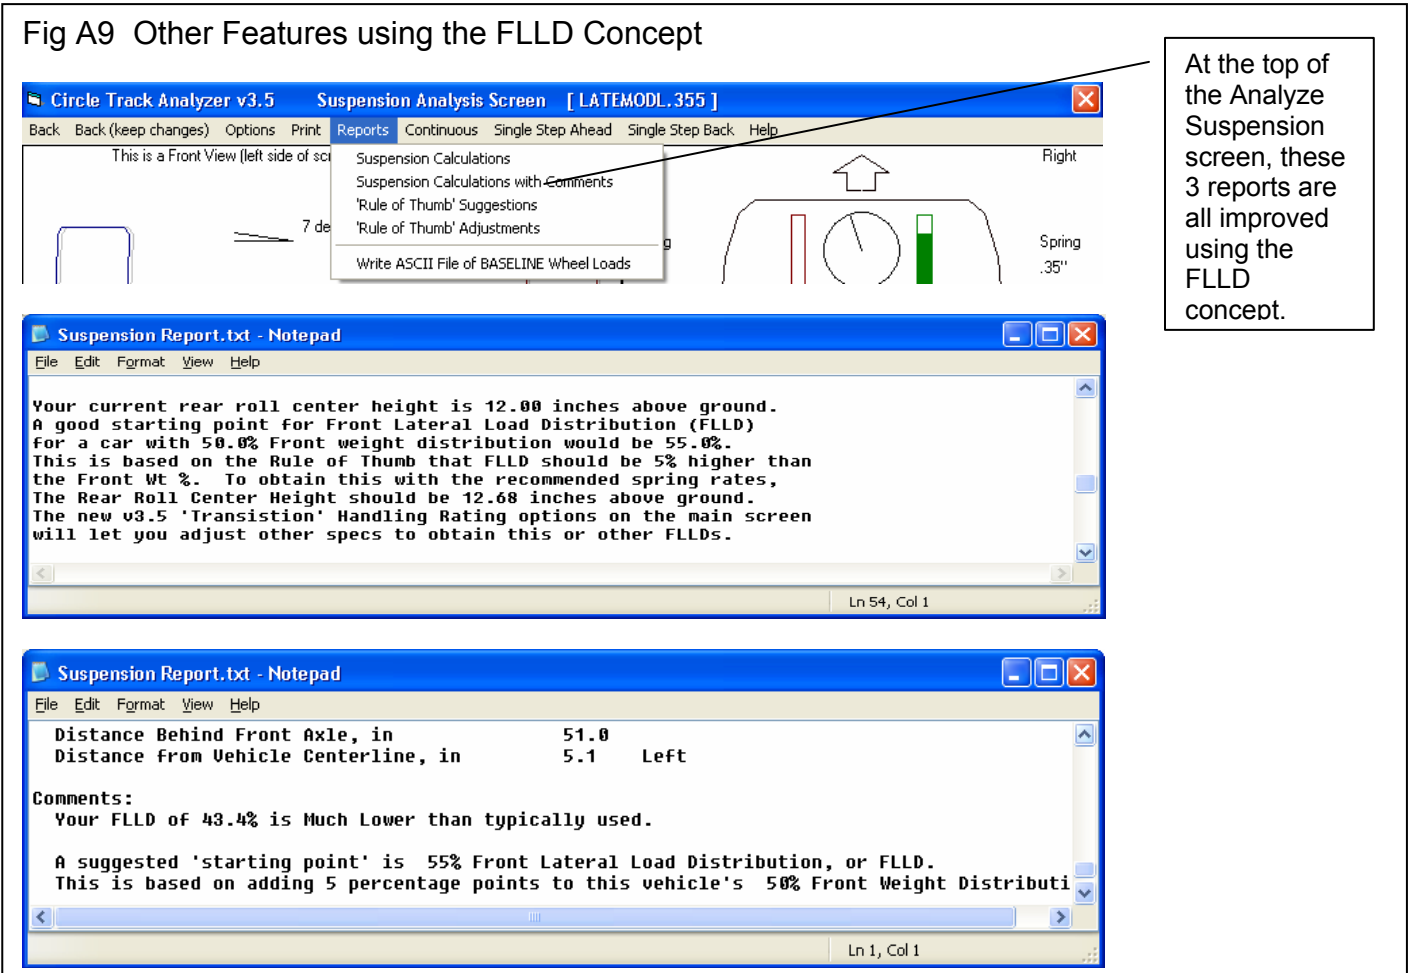 Fig A9  Other Features using the FLLD Concept
At the top of
the Analyze
Suspension
screen, these
3 reports are
all improved
using the
FLLD
concept.
Circle Track Analyzer v3.5     Suspension Analysis Screen   [ LATEMODL.355 ]
Back  Back (keep changes)  Options  Print  Reports  Continuous  Single Step Ahead  Single Step Back  Help
This is a Front View (left side of scr
Suspension Calculations
Suspension Calculations with Comments
'Rule of Thumb' Suggestions
'Rule of Thumb' Adjustments
Write ASCII File of BASELINE Wheel Loads
7 de
g
Right
Spring
.35"
Suspension Report.txt - Notepad
File  Edit  Format  View  Help
Your current rear roll center height is 12.00 inches above ground.
A good starting point for Front Lateral Load Distribution (FLLD)
for a car with 50.0% Front weight distribution would be 55.0%.
This is based on the Rule of Thumb that FLLD should be 5% higher than
the Front Wt %.  To obtain this with the recommended spring rates,
The Rear Roll Center Height should be 12.68 inches above ground.
The new v3.5 'Transistion' Handling Rating options on the main screen
will let you adjust other specs to obtain this or other FLLDs.
Ln 54, Col 1
Suspension Report.txt - Notepad
File  Edit  Format  View  Help
Distance Behind Front Axle, in          51.0
Distance from Vehicle Centerline, in    5.1    Left
Comments:
Your FLLD of 43.4% is Much Lower than typically used.
A suggested 'starting point' is  55% Front Lateral Load Distribution, or FLLD.
This is based on adding 5 percentage points to this vehicle's  50% Front Weight Distributi
Ln 1, Col 1